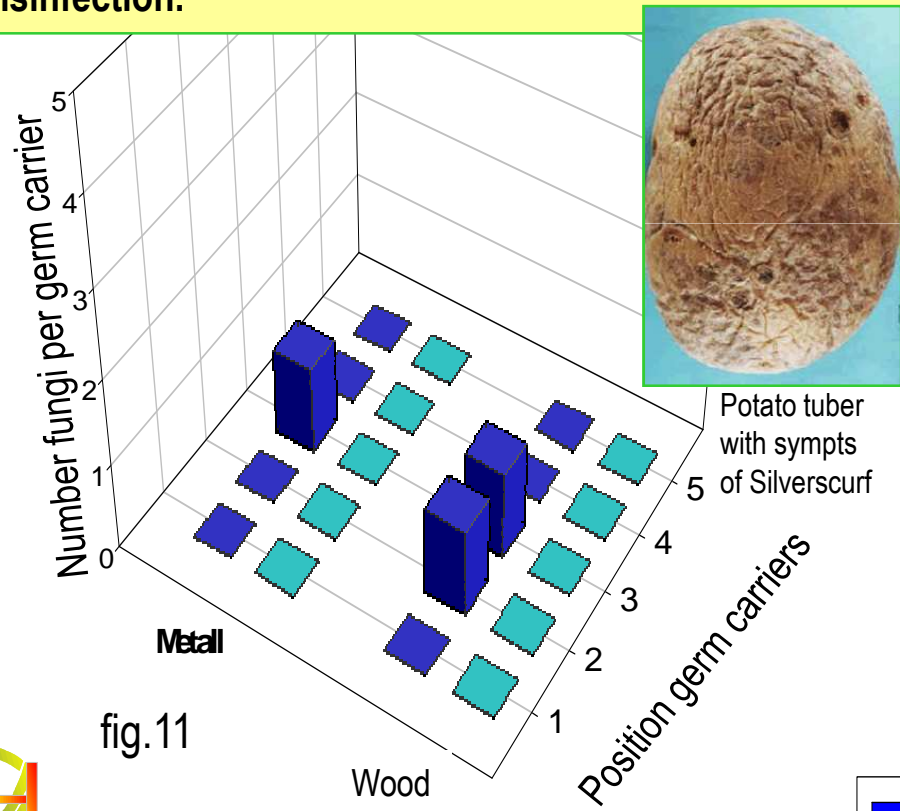 disinfection.
Number fungi per germ carrier
5
4
3
2
1
0
Metall
Wood
1
2
3
4
5
Position germ carriers
Potato tuber
with sympts
of Silverscurf
fig.11